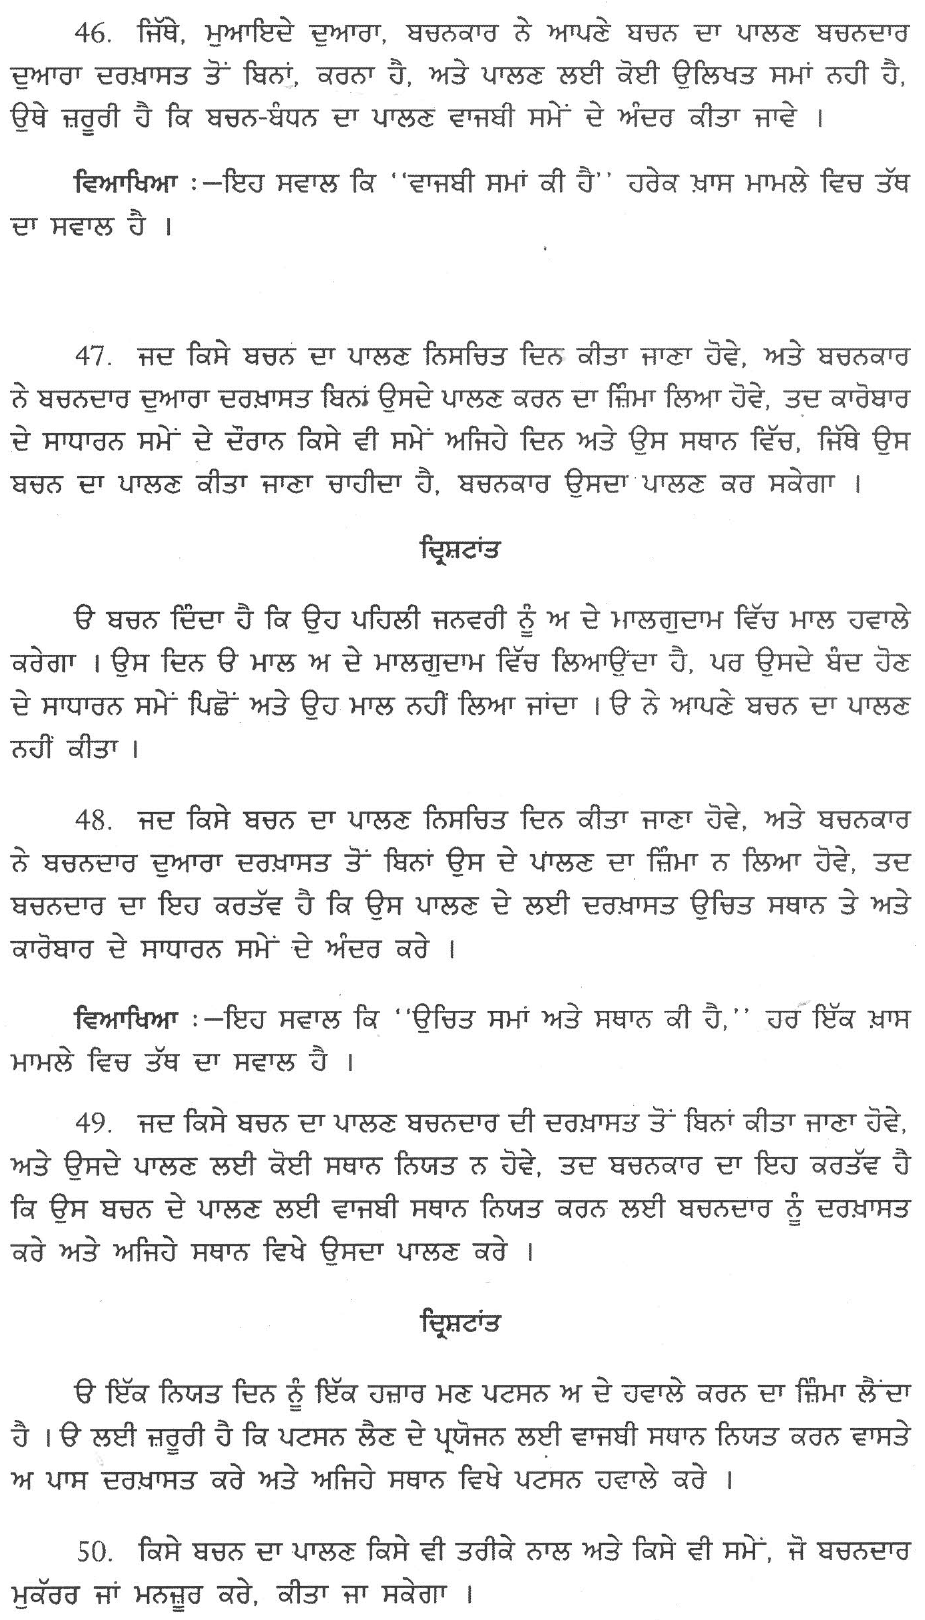 46. ਜਿੱਥੇ, ਮੁਆਇਦੇ ਦੁਆਰਾ, ਬਚਨਕਾਰ ਨੇ ਆਪਣੇ ਬਚਨ ਦਾ ਪਾਲਣ ਬਚਨਦਾਰ
ਦੁਆਰਾ ਦਰਖ਼ਾਸਤ ਤੋਂ ਬਿਨਾਂ, ਕਰਨਾ ਹੈ, ਅਤੇ ਪਾਲਣ ਲਈ ਕੋਈ ਉਲਿਖਤ ਸਮਾਂ ਨਹੀ ਹੈ,
ਉਥੇ ਜ਼ਰੂਰੀ ਹੈ ਕਿ ਬਚਨ-ਬੰਧਨ ਦਾ ਪਾਲਣ ਵਾਜਬੀ ਸਮੇਂ ਦੇ ਅੰਦਰ ਕੀਤਾ ਜਾਵੇ ।
ਵਿਆਖਿਆ :—ਇਹ ਸਵਾਲ ਕਿ ‘‘ਵਾਜਬੀ ਸਮਾਂ ਕੀ ਹੈ’’ ਹਰੇਕ ਖ਼ਾਸ ਮਾਮਲੇ ਵਿਚ ਤੱਥ
ਦਾ ਸਵਾਲ ਹੈ ।
47. ਜਦ ਕਿਸੇ ਬਚਨ ਦਾ ਪਾਲਣ ਨਿਸਚਿਤ ਦਿਨ ਕੀਤਾ ਜਾਣਾ ਹੋਵੇ, ਅਤੇ ਬਚਨਕਾਰ
ਨੇ ਬਚਨਦਾਰ ਦੁਆਰਾ ਦਰਖ਼ਾਸਤ ਬਿਨਾਂ ਉਸਦੇ ਪਾਲਣ ਕਰਨ ਦਾ ਜ਼ਿੰਮਾ ਲਿਆ ਹੋਵੇ, ਤਦ ਕਾਰੋਬਾਰ
ਦੇ ਸਾਧਾਰਨ ਸਮੇਂ ਦੇ ਦੌਰਾਨ ਕਿਸੇ ਵੀ ਸਮੇਂ ਅਜਿਹੇ ਦਿਨ ਅਤੇ ਉਸ ਸਥਾਨ ਵਿੱਚ, ਜਿੱਥੇ ਉਸ
ਬਚਨ ਦਾ ਪਾਲਣ ਕੀਤਾ ਜਾਣਾ ਚਾਹੀਦਾ ਹੈ, ਬਚਨਕਾਰ ਉਸਦਾ ਪਾਲਣ ਕਰ ਸਕੇਗਾ ।
ਦ੍ਰਿਸ਼ਟਾਂਤ
ੳ ਬਚਨ ਦਿੰਦਾ ਹੈ ਕਿ ਉਹ ਪਹਿਲੀ ਜਨਵਰੀ ਨੂੰ ਅ ਦੇ ਮਾਲਗੁਦਾਮ ਵਿੱਚ ਮਾਲ ਹਵਾਲੇ
ਕਰੇਗਾ । ਉਸ ਦਿਨ ੳ ਮਾਲ ਅ ਦੇ ਮਾਲਗੁਦਾਮ ਵਿੱਚ ਲਿਆਉਂਦਾ ਹੈ, ਪਰ ਉਸਦੇ ਬੰਦ ਹੋਣ
ਦੇ ਸਾਧਾਰਨ ਸਮੇਂ ਪਿਛੋਂ ਅਤੇ ਉਹ ਮਾਲ ਨਹੀਂ ਲਿਆ ਜਾਂਦਾ । ੳ ਨੇ ਆਪਣੇ ਬਚਨ ਦਾ ਪਾਲਣ
ਨਹੀਂ ਕੀਤਾ ।
48. ਜਦ ਕਿਸੇ ਬਚਨ ਦਾ ਪਾਲਣ ਨਿਸਚਿਤ ਦਿਨ ਕੀਤਾ ਜਾਣਾ ਹੋਵੇ, ਅਤੇ ਬਚਨਕਾਰ
ਨੇ ਬਚਨਦਾਰ ਦੁਆਰਾ ਦਰਖ਼ਾਸਤ ਤੋਂ ਬਿਨਾਂ ਉਸ ਦੇ ਪਾਲਣ ਦਾ ਜ਼ਿੰਮਾ ਨ ਲਿਆ ਹੋਵੇ, ਤਦ
ਬਚਨਦਾਰ ਦਾ ਇਹ ਕਰਤੱਵ ਹੈ ਕਿ ਉਸ ਪਾਲਣ ਦੇ ਲਈ ਦਰਖ਼ਾਸਤ ਉਚਿਤ ਸਥਾਨ ਤੇ ਅਤੇ
ਕਾਰੋਬਾਰ ਦੇ ਸਾਧਾਰਨ ਸਮੇਂ ਦੇ ਅੰਦਰ ਕਰੇ ।
ਵਿਆਖਿਆ :—ਇਹ ਸਵਾਲ ਕਿ ‘‘ਉਚਿਤ ਸਮਾਂ ਅਤੇ ਸਥਾਨ ਕੀ ਹੈ,’’ ਹਰ ਇੱਕ ਖ਼ਾਸ
ਮਾਮਲੇ ਵਿਚ ਤੱਥ ਦਾ ਸਵਾਲ ਹੈ ।
49. ਜਦ ਕਿਸੇ ਬਚਨ ਦਾ ਪਾਲਣ ਬਚਨਦਾਰ ਦੀ ਦਰਖ਼ਾਸਤ ਤੋਂ ਬਿਨਾਂ ਕੀਤਾ ਜਾਣਾ ਹੋਵੇ,
ਅਤੇ ਉਸਦੇ ਪਾਲਣ ਲਈ ਕੋਈ ਸਥਾਨ ਨਿਯਤ ਨ ਹੋਵੇ, ਤਦ ਬਚਨਕਾਰ ਦਾ ਇਹ ਕਰਤੱਵ ਹੈ
ਕਿ ਉਸ ਬਚਨ ਦੇ ਪਾਲਣ ਲਈ ਵਾਜਬੀ ਸਥਾਨ ਨਿਯਤ ਕਰਨ ਲਈ ਬਚਨਦਾਰ ਨੂੰ ਦਰਖ਼ਾਸਤ
ਕਰੇ ਅਤੇ ਅਜਿਹੇ ਸਥਾਨ ਵਿਖੇ ਉਸਦਾ ਪਾਲਣ ਕਰੇ ।
ਦ੍ਰਿਸ਼ਟਾਂਤ
ੳ ਇੱਕ ਨਿਯਤ ਦਿਨ ਨੂੰ ਇੱਕ ਹਜ਼ਾਰ ਮਣ ਪਟਸਨ ਅ ਦੇ ਹਵਾਲੇ ਕਰਨ ਦਾ ਜ਼ਿੰਮਾ ਲੈਂਦਾ
ਹੈ । ੳ ਲਈ ਜ਼ਰੂਰੀ ਹੈ ਕਿ ਪਟਸਨ ਲੈਣ ਦੇ ਪ੍ਰਯੋਜਨ ਲਈ ਵਾਜਬੀ ਸਥਾਨ ਨਿਯਤ ਕਰਨ ਵਾਸਤੇ
ਅ ਪਾਸ ਦਰਖ਼ਾਸਤ ਕਰੇ ਅਤੇ ਅਜਿਹੇ ਸਥਾਨ ਵਿਖੇ ਪਟਸਨ ਹਵਾਲੇ ਕਰੇ ।
50. ਕਿਸੇ ਬਚਨ ਦਾ ਪਾਲਣ ਕਿਸੇ ਵੀ ਤਰੀਕੇ ਨਾਲ ਅਤੇ ਕਿਸੇ ਵੀ ਸਮੇਂ, ਜੋ ਬਚਨਦਾਰ
ਮੁਕੱਰਰ ਜਾਂ ਮਨਜ਼ੂਰ ਕਰੇ, ਕੀਤਾ ਜਾ ਸਕੇਗਾ ।